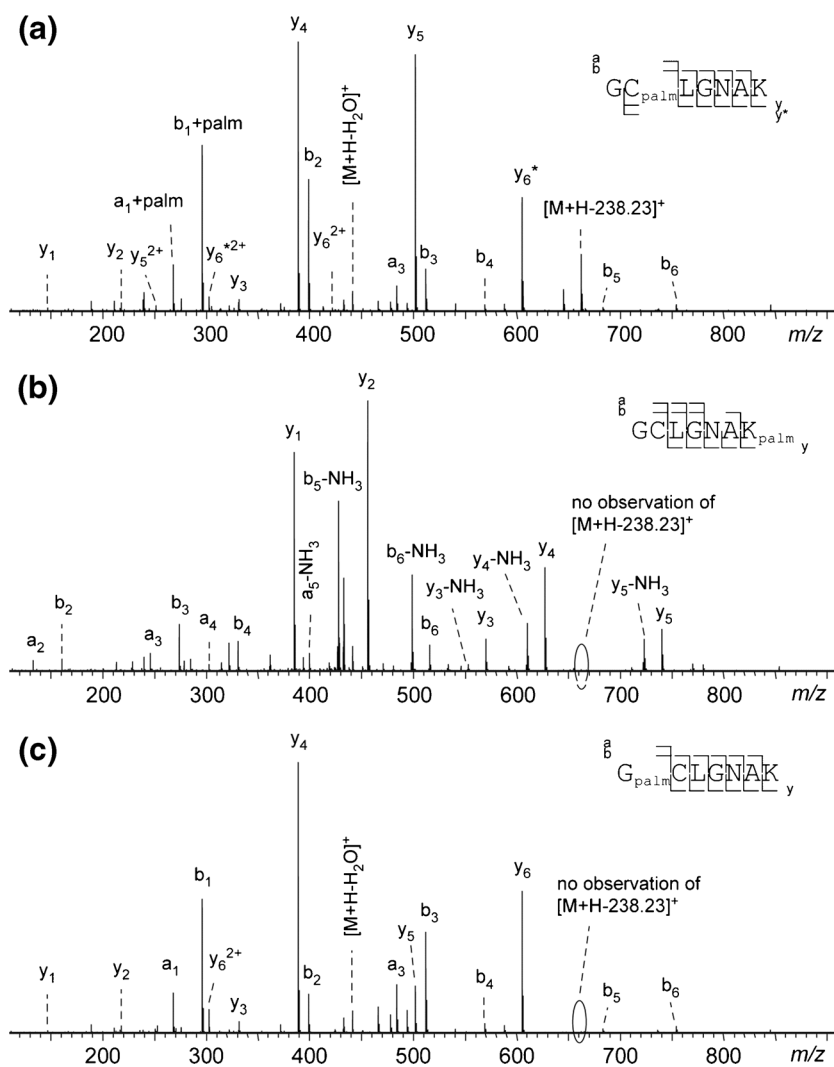 (a)
y4
y5
a
b
GCpalmLGNAK
y
y*
b1+palm
b2
[M+H-H2O]+
y6*
a1+palm
[M+H-238.23]+
y1
y2
y5 2+
y6*2+
y3
y6 2+
a3
b3
b4
b5
b6
200 300 400 500 600 700 800 m/z
(b)
y2
a
b
GCLGNAKpalm
y
y1
b5-NH3
no observation of
[M+H-238.23]+
a5-NH3
b6-NH3
y4-NH3
y4
y3-NH3
y5-NH3
b2
b3
a4
y3
y5
a2
a3
b4
b6
200 300 400 500 600 700 800 m/z
(c)
y4
a
b
GpalmCLGNAK
y
b1
[M+H-H2O]+
y6
no observation of
[M+H-238.23]+
b3
y5
y1
y2
a1
y6 2+
b2
a3
y3
b4
b5
b6
200 300 400 500 600 700 800 m/z